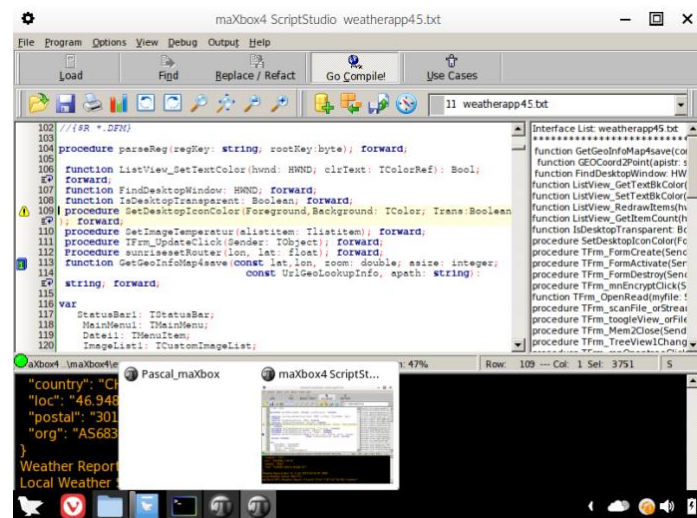 maXbox4 ScriptStudio weatherapp45.txt
File Program Options View Debug Output Help
Load Find Replace / Refact Go Compile! Use Cases
11 weatherapp45.txt
102 //{$R *.DFM}
103
104 procedure parseReg(regKey: string; rootKey:byte); forward;
105
106 function ListView_SetTextColor(hwnd: HWND; clrText: TColorRef): Bool;
forward;
107 function FindDesktopWindow: HWND; forward;
108 function IsDesktopTransparent: Boolean; forward;
109 procedure SetDesktopIconColor(Foreground,Background: TColor; Trans:Boolean
); forward;
110 procedure SetImageTemperatur(alistitem: Tlistitem); forward;
111 procedure TFrm_UpdateClick(Sender: TObject); forward;
112 Procedure sunrisesetRouter(lon, lat: float); forward;
113 function GetGeoInfoMap4save(const lat,lon, zoom: double; asize: integer;
114 const UrlGeoLookupInfo, apath: string):
string; forward;
115
116 var
117 StatusBar1: TStatusBar;
118 MainMenu1: TMainMenu;
119 Datei1: TMenuItem;
120 ImageList1: TCustomImageList;
Interface List: weatherapp45.txt
function GetGeoInfoMap4save(con
function GEOCoord2Point(apistr: s
function FindDesktopWindow: HW
function ListView_GetTextBkColor(
function ListView_SetTextBkColor(
function ListView_RedrawItems(hw
function ListView_GetItemCount(h
function IsDesktopTransparent: Bo
procedure SetDesktopIconColor(Fo
procedure TFrm_FormCreate(Send
procedure TFrm_FormActivate(Sen
procedure TFrm_FormDestroy(Sen
procedure TFrm_mnEncryptClick(S
function TFrm_OpenRead(myfile: S
procedure TFrm_scanFile_orStrea
procedure TFrm_toogleView_orFile
procedure TFrm_Mem2Close(Send
procedure TFrm_TreeView1Chang
aXbox4 ...\maXbox4\e
n: 47% Row: 109 --- Col: 1 Sel: 3751 S
Pascal_maXbox maXbox4 ScriptSt...
"country": "CH
"loc": "46.948
"postal": "301
"org": "AS683
}
Weather Report
Local Weather S